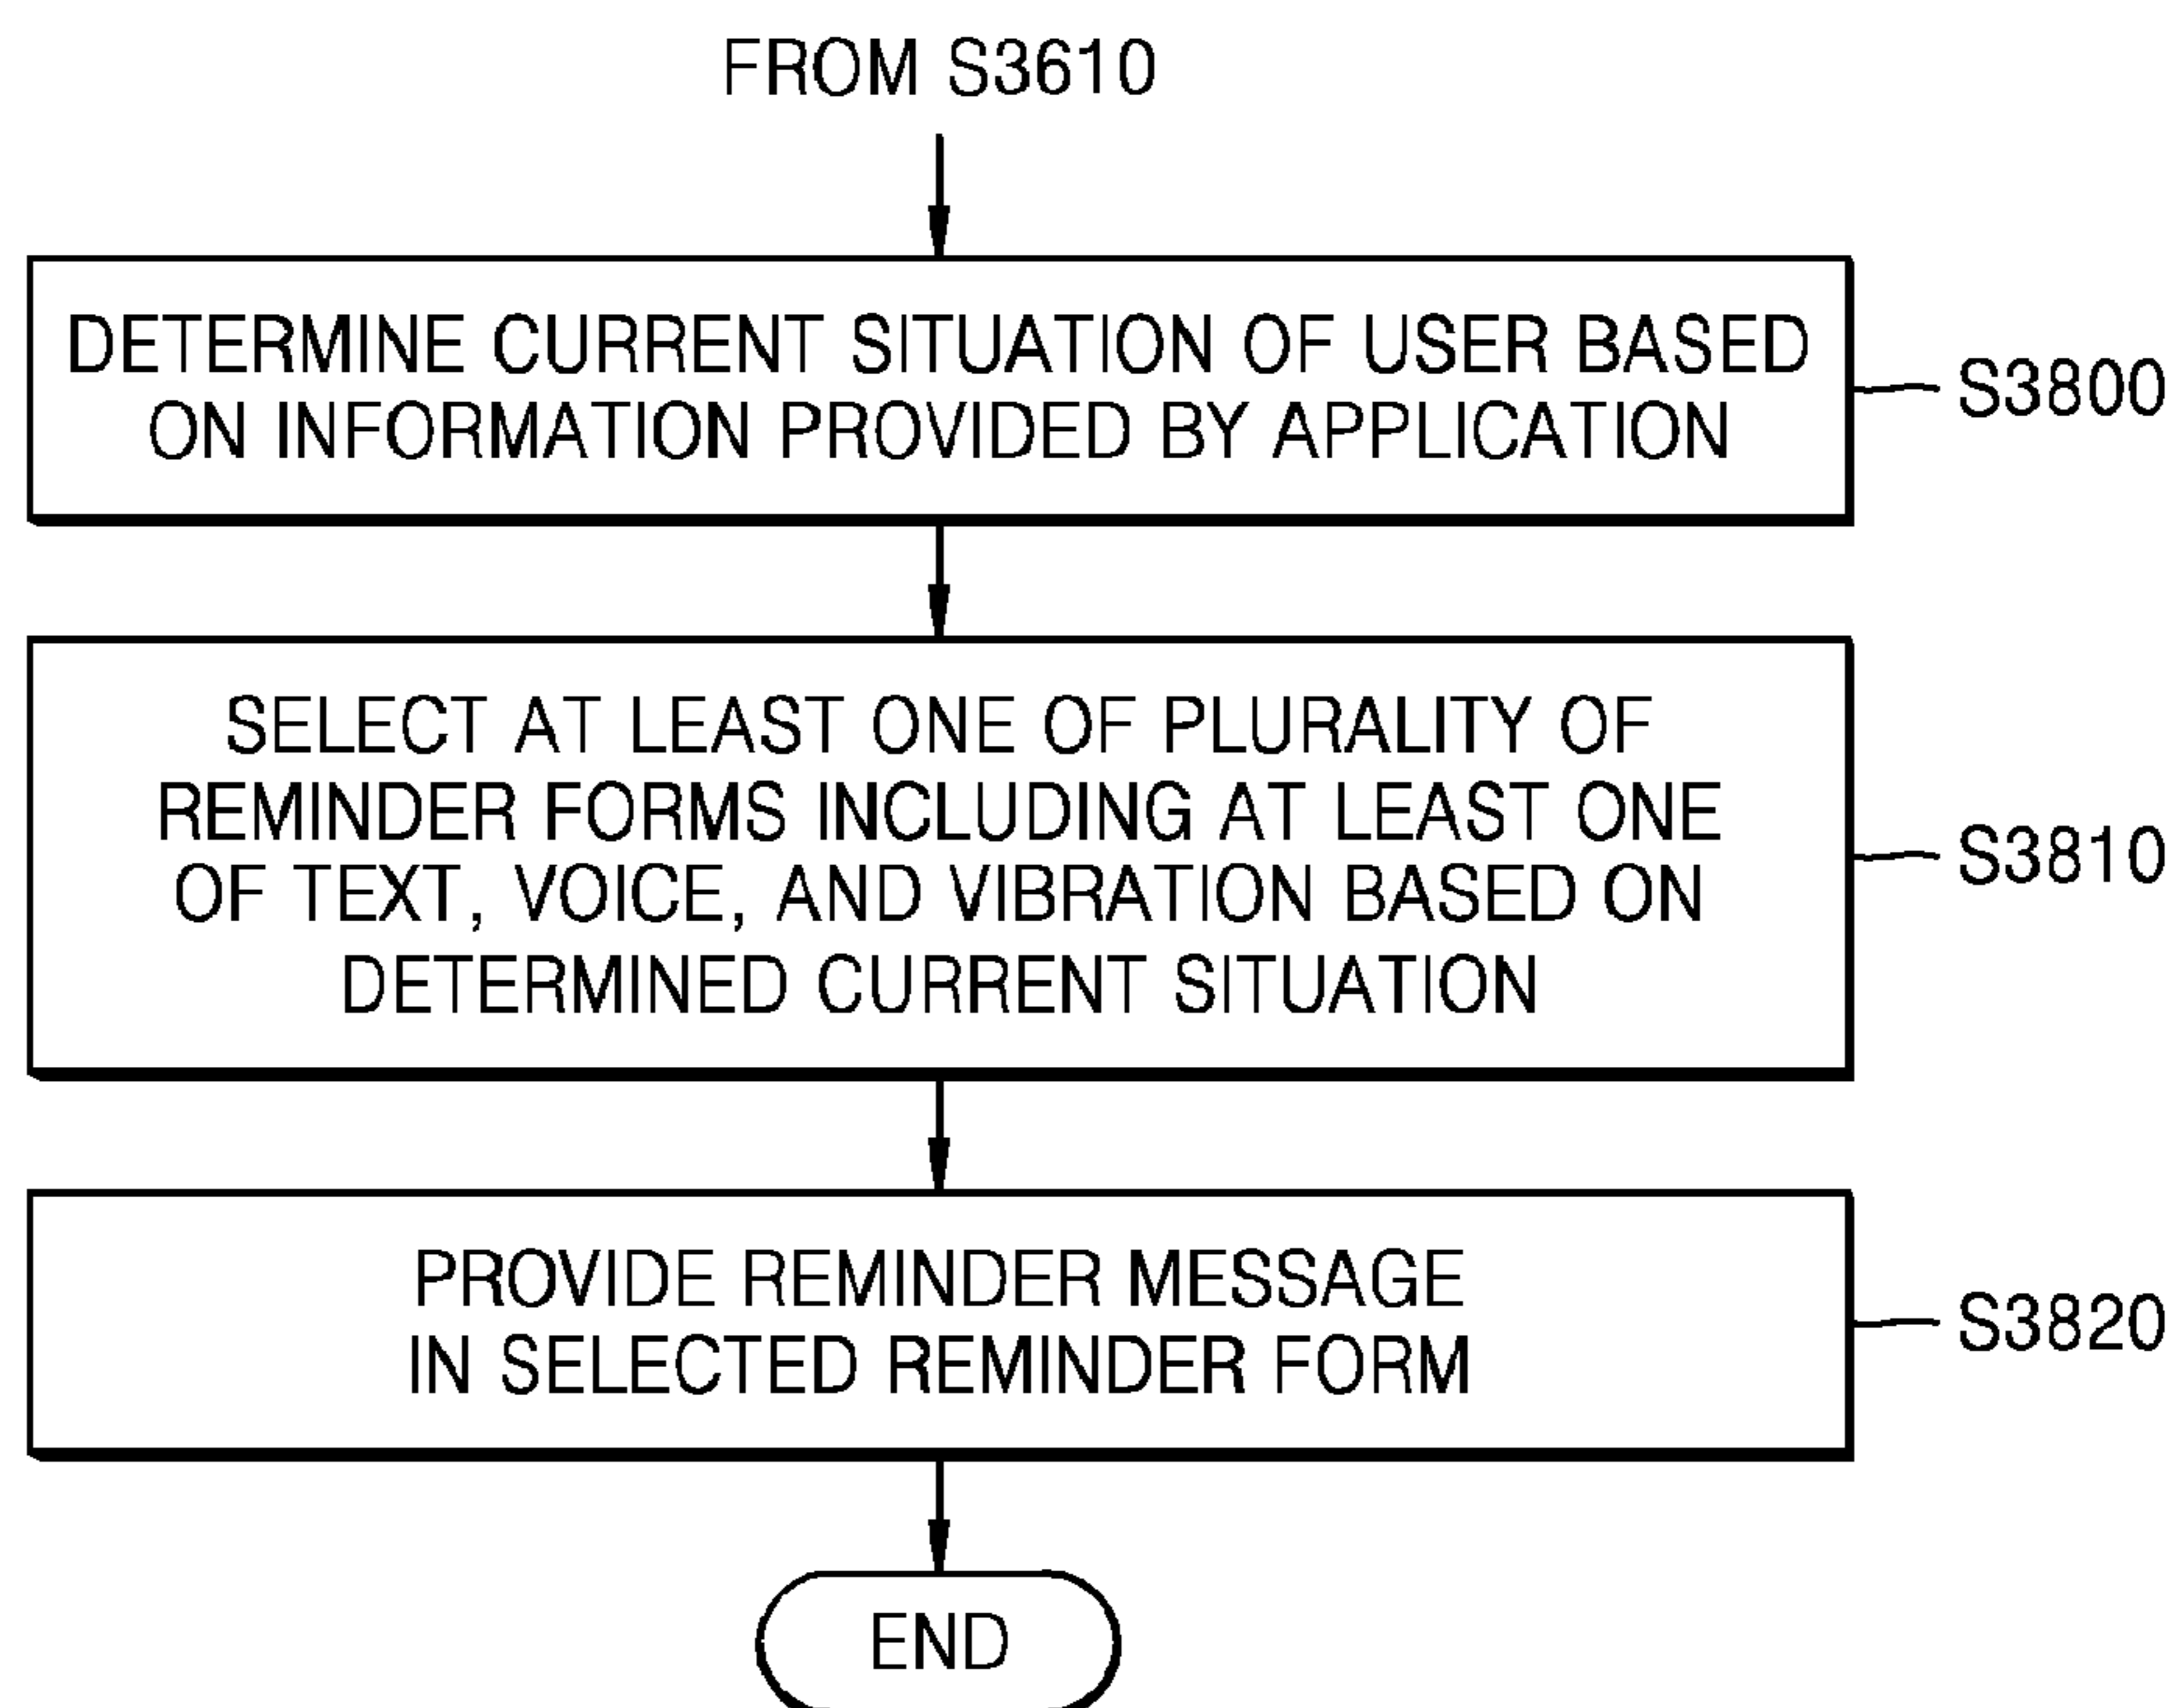 FROM S3610
DETERMINE CURRENT SITUATION OF USER BASED
ON INFORMATION PROVIDED BY APPLICATION
S3800
SELECT AT LEAST ONE OF PLURALITY OF
REMINDER FORMS INCLUDING AT LEAST ONE
OF TEXT, VOICE, AND VIBRATION BASED ON
DETERMINED CURRENT SITUATION
S3810
PROVIDE REMINDER MESSAGE
IN SELECTED REMINDER FORM
S3820
END